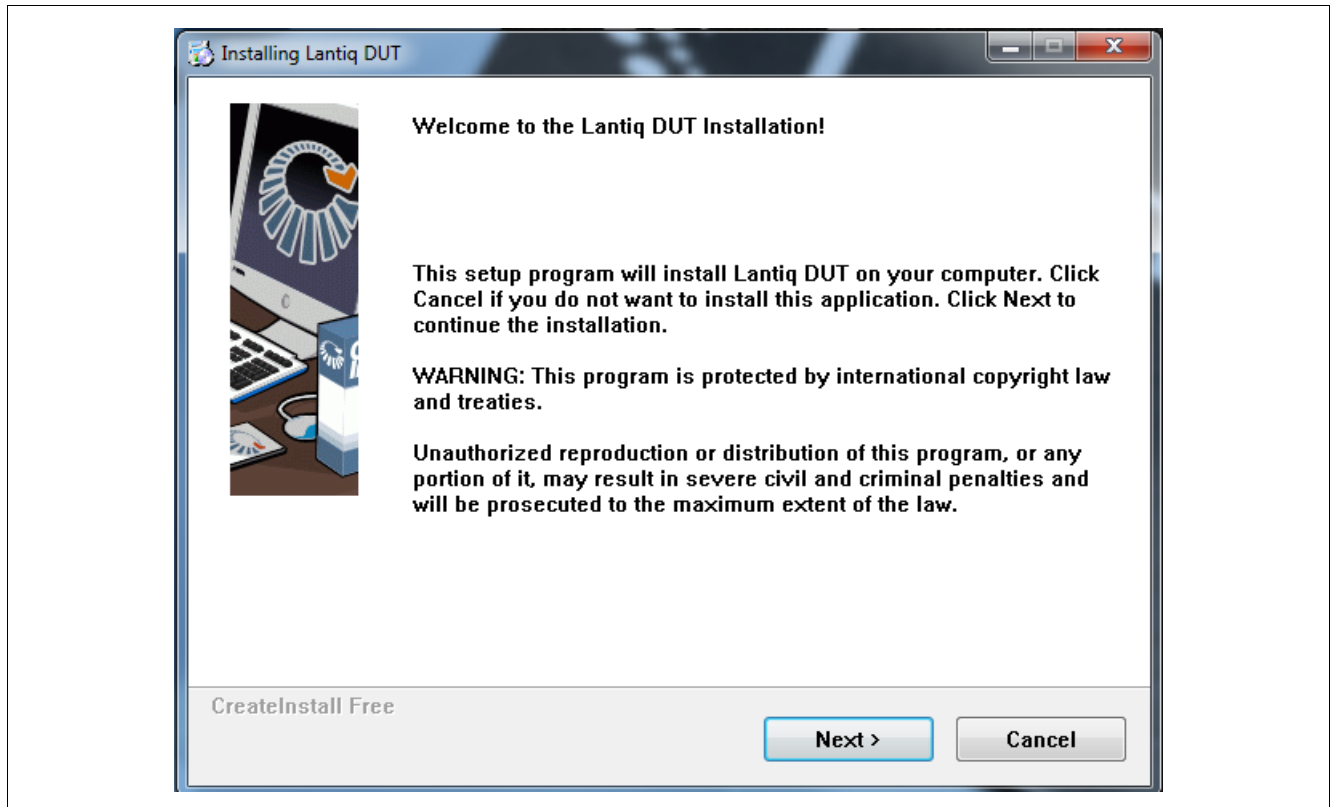 Installing Lantiq DUT
Welcome to the Lantiq DUT Installation!
This setup program will install Lantiq DUT on your computer. Click
Cancel if you do not want to install this application. Click Next to
continue the installation.
WARNING: This program is protected by international copyright law
and treaties.
Unauthorized reproduction or distribution of this program, or any
portion of it, may result in severe civil and criminal penalties and
will be prosecuted to the maximum extent of the law.
CreateInstall Free
Next >
Cancel